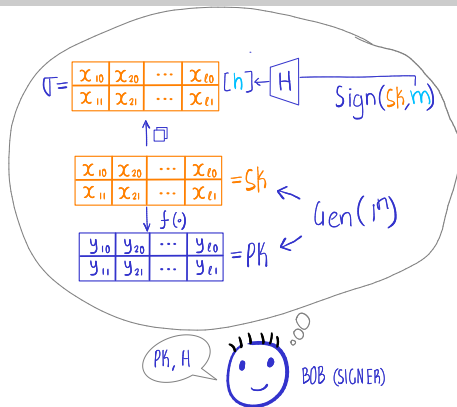 σ = x₁₀ x₂₀ ... xℓ₀ [h] ← H
x₁₁ x₂₁ ... xℓ₁
Sign(SK,m)
x₁₀ x₂₀ ... xℓ₀
x₁₁ x₂₁ ... xℓ₁ = SK
f(·)
Gen(1ⁿ)
y₁₀ y₂₀ ... yℓ₀
y₁₁ y₂₁ ... yℓ₁ = PK
PK, H
BOB (SIGNER)